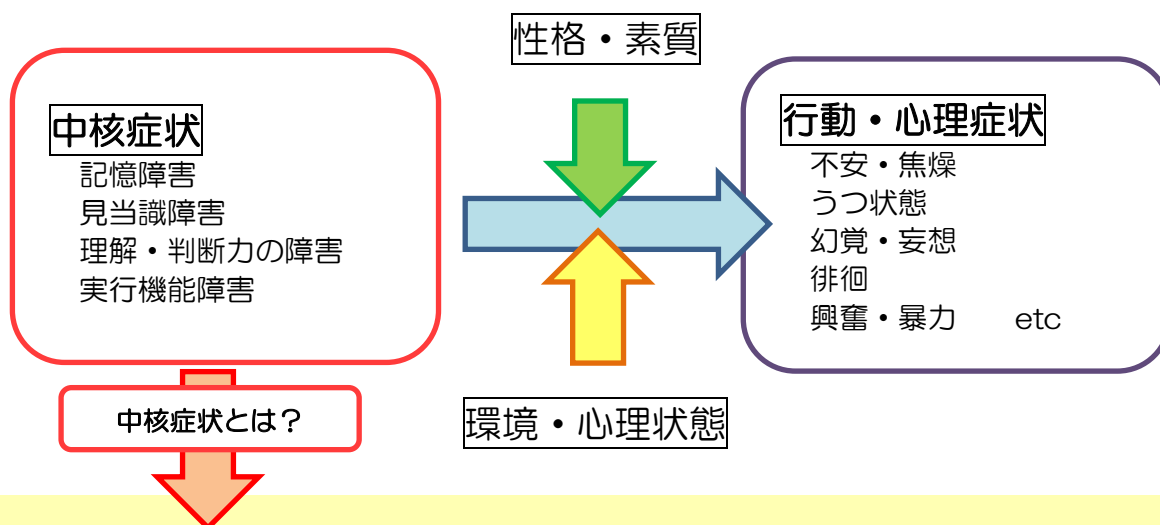 性格・素質
中核症状
記憶障害
見当識障害
理解・判断力の障害
実行機能障害
行動・心理症状
不安・焦燥
うつ状態
幻覚・妄想
徘徊
興奮・暴力　　etc
環境・心理状態
中核症状とは？